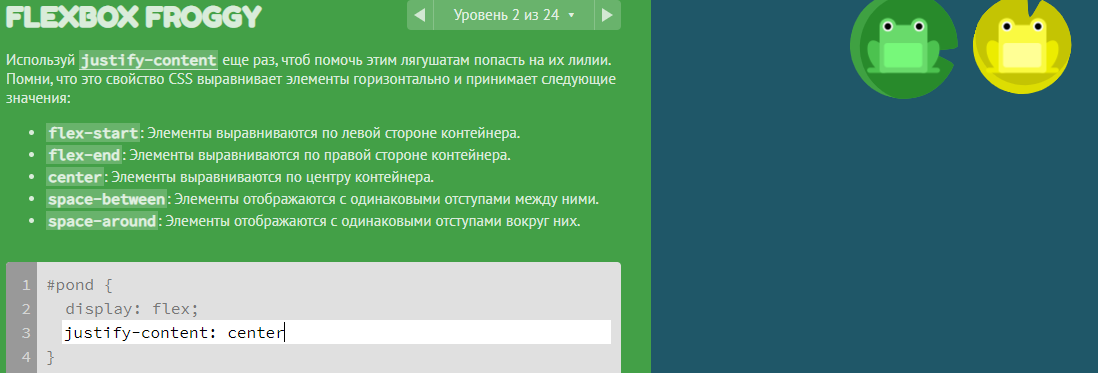 FLEXBOX FROGGY
Уровень 2 из 24
Используй justify-content еще раз, чтоб помочь этим лягушатам попасть на их лилии.
Помни, что это свойство CSS выравнивает элементы горизонтально и принимает следующие
значения:
• flex-start: Элементы выравниваются по левой стороне контейнера.
• flex-end: Элементы выравниваются по правой стороне контейнера.
• center: Элементы выравниваются по центру контейнера.
• space-between: Элементы отображаются с одинаковыми отступами между ними.
• space-around: Элементы отображаются с одинаковыми отступами вокруг них.
1 #pond {
2 display: flex;
3 justify-content: center
4 }